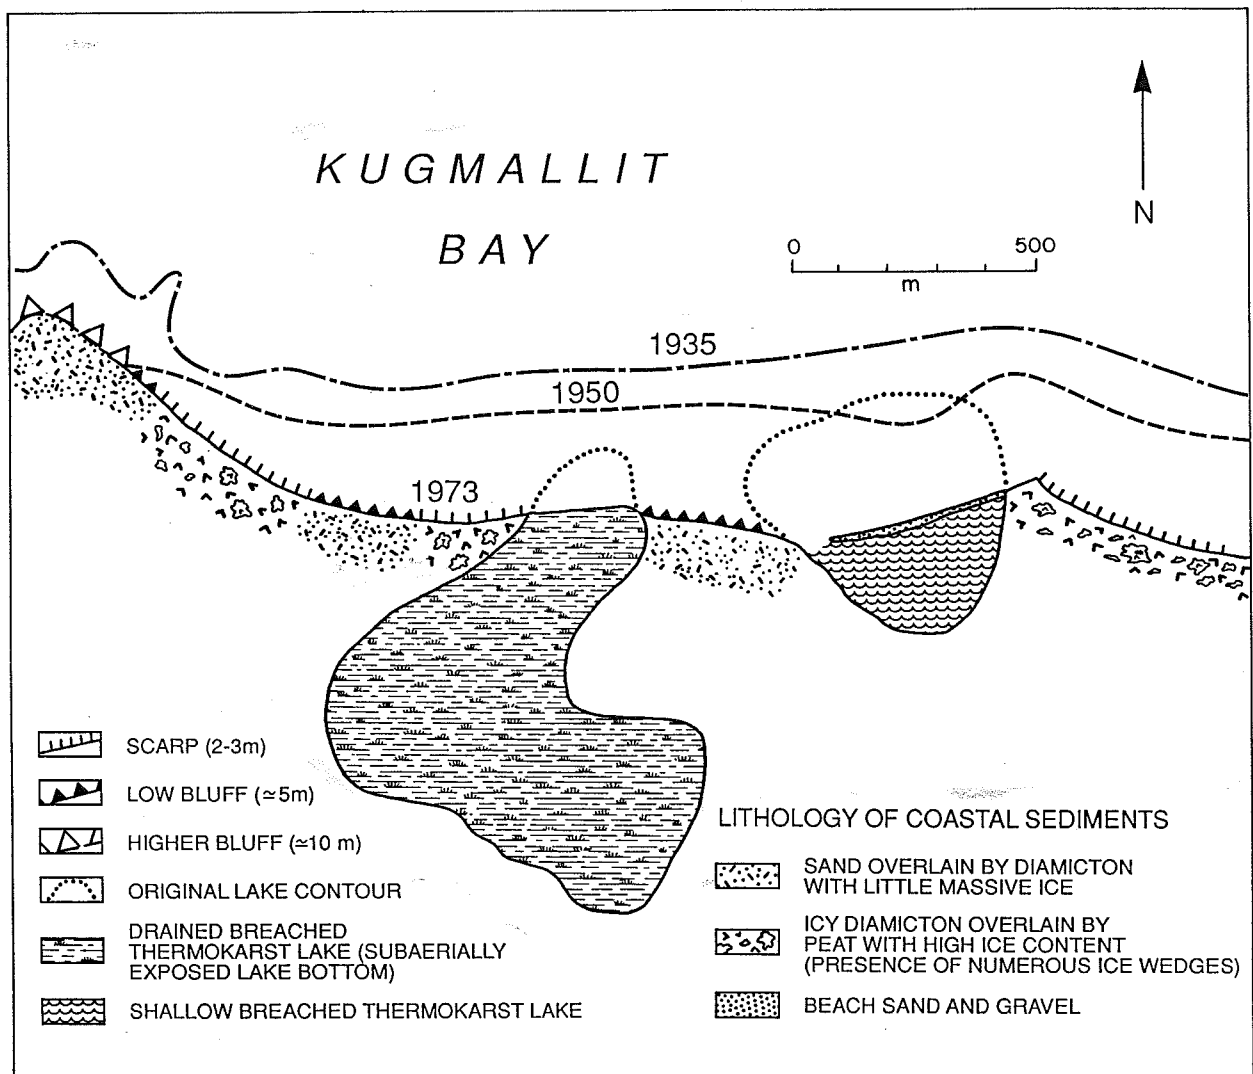 KUGMALLIT
BAY
N
0 500
m
1935
1950
1973
SCARP (2-3m)
LOW BLUFF (≃5m)
HIGHER BLUFF (≃10 m)
ORIGINAL LAKE CONTOUR
DRAINED BREACHED
THERMOKARST LAKE (SUBAERIALLY
EXPOSED LAKE BOTTOM)
SHALLOW BREACHED THERMOKARST LAKE
LITHOLOGY OF COASTAL SEDIMENTS
SAND OVERLAIN BY DIAMICTON
WITH LITTLE MASSIVE ICE
ICY DIAMICTON OVERLAIN BY
PEAT WITH HIGH ICE CONTENT
(PRESENCE OF NUMEROUS ICE WEDGES)
BEACH SAND AND GRAVEL